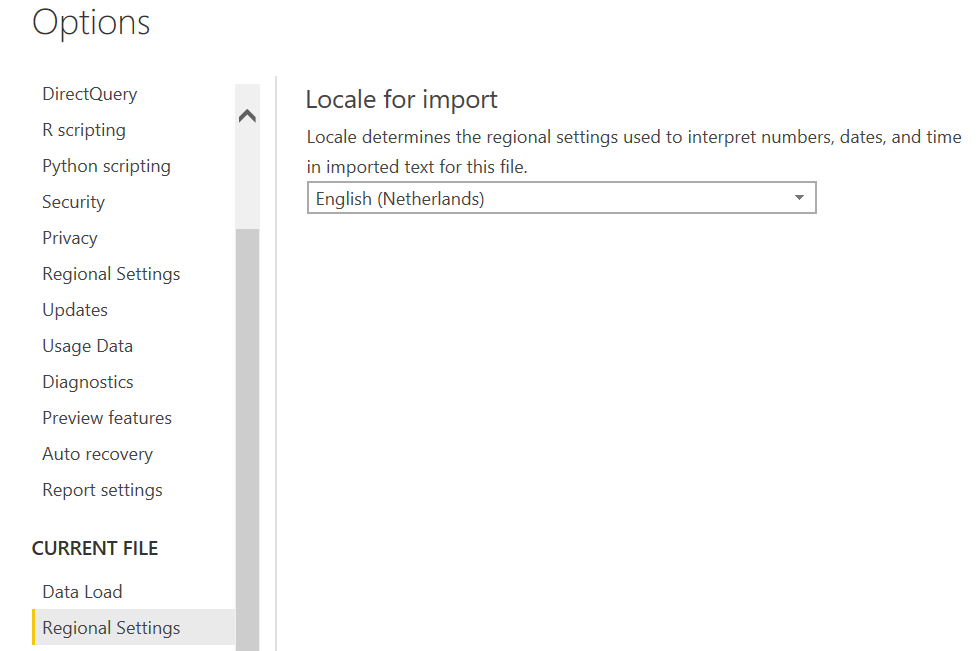 Options
DirectQuery
R scripting
Python scripting
Security
Privacy
Regional Settings
Updates
Usage Data
Diagnostics
Preview features
Auto recovery
Report settings
CURRENT FILE
Data Load
Regional Settings
Locale for import
Locale determines the regional settings used to interpret numbers, dates, and time
in imported text for this file.
English (Netherlands)